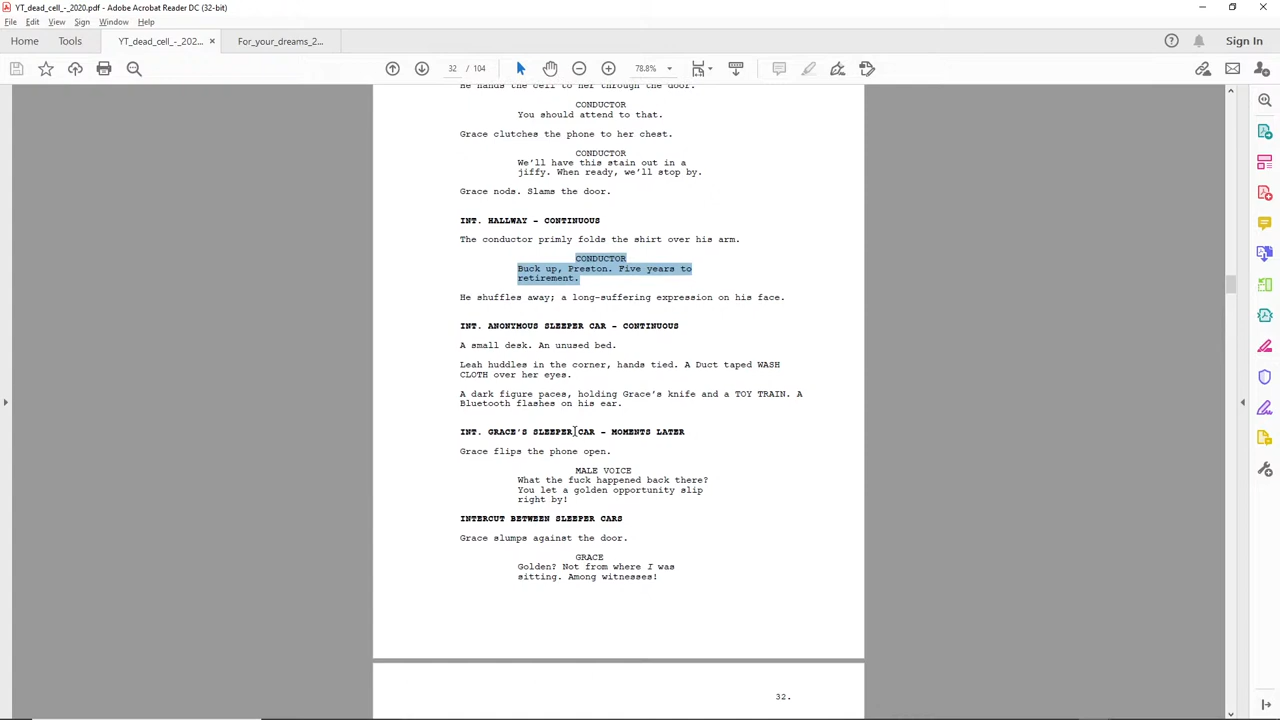 YT_dead_cell_-_2020.pdf - Adobe Acrobat Reader DC (32-bit)
File Edit View Sign Window Help
Home Tools YT_dead_cell_-_202... × For_your_dreams_2... Sign In
32 / 104 78.8%
He hands the cell to her through the door.
CONDUCTOR
You should attend to that.
Grace clutches the phone to her chest.
CONDUCTOR
We'll have this stain out in a
jiffy. When ready, we'll stop by.
Grace nods. Slams the door.
INT. HALLWAY - CONTINUOUS
The conductor primly folds the shirt over his arm.
CONDUCTOR
Buck up, Preston. Five years to
retirement.
He shuffles away; a long-suffering expression on his face.
INT. ANONYMOUS SLEEPER CAR - CONTINUOUS
A small desk. An unused bed.
Leah huddles in the corner, hands tied. A Duct taped WASH
CLOTH over her eyes.
A dark figure paces, holding Grace's knife and a TOY TRAIN. A
Bluetooth flashes on his ear.
INT. GRACE'S SLEEPER CAR - MOMENTS LATER
Grace flips the phone open.
MALE VOICE
What the fuck happened back there?
You let a golden opportunity slip
right by!
INTERCUT BETWEEN SLEEPER CARS
Grace slumps against the door.
GRACE
Golden? Not from where I was
sitting. Among witnesses!
32.